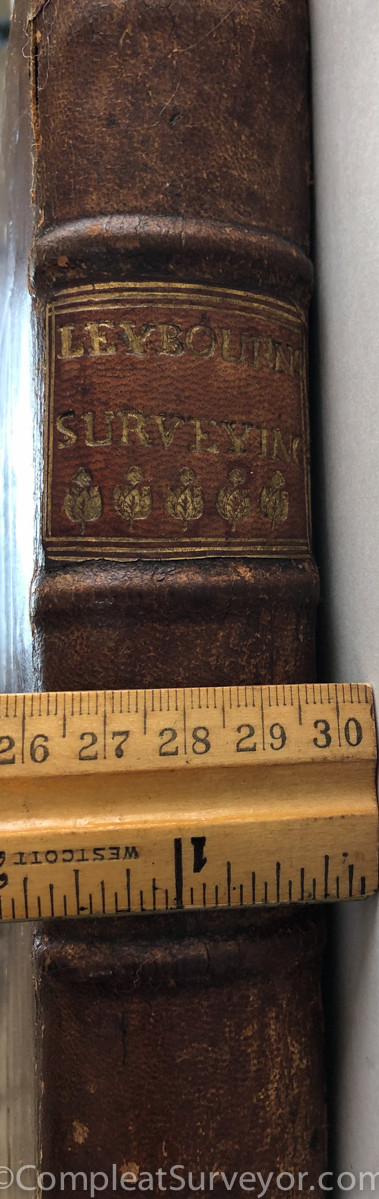 LEYBOURN
SURVEYING
26 27 28 29 30
WESTCOTT
1
©CompleatSurveyor.com